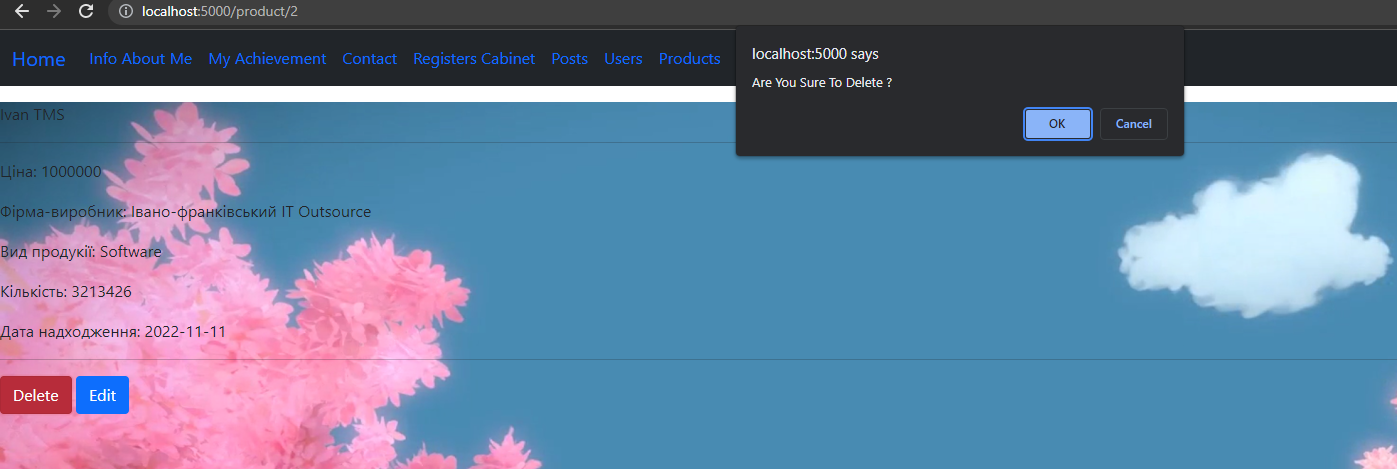 localhost:5000/product/2
Home Info About Me My Achievement Contact Registers Cabinet Posts Users Products
localhost:5000 says
Are You Sure To Delete ?
OK Cancel
Ivan TMS
Ціна: 1000000
Фірма-виробник: Івано-франківський IT Outsource
Вид продукії: Software
Кількість: 3213426
Дата надходження: 2022-11-11
Delete Edit